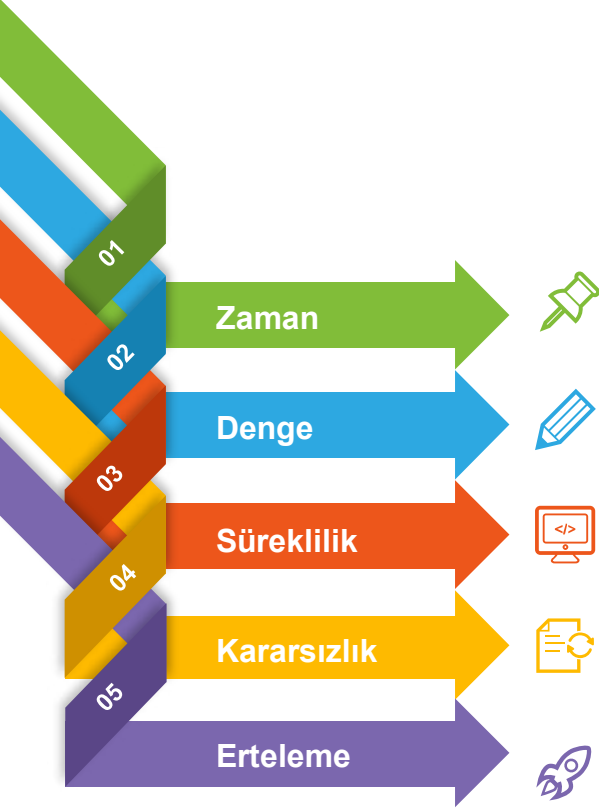 01
Zaman
02
Denge
03
Süreklilik
</>
04
Kararsızlık
05
Erteleme